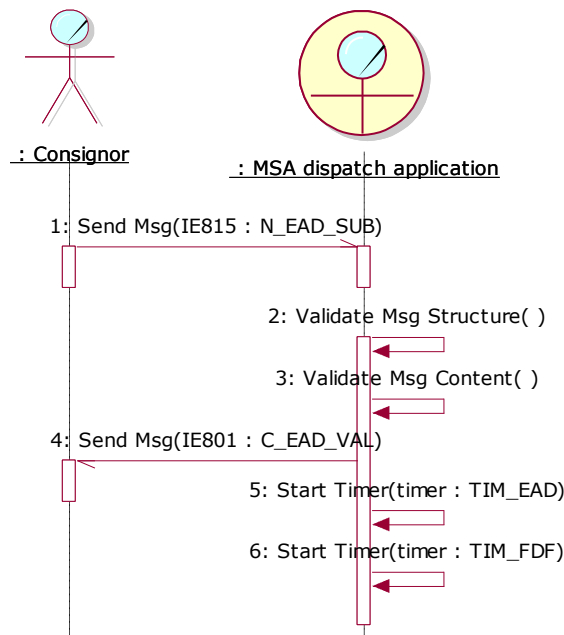 : Consignor
: MSA dispatch application
1: Send Msg(IE815 : N_EAD_SUB)
2: Validate Msg Structure( )
3: Validate Msg Content( )
4: Send Msg(IE801 : C_EAD_VAL)
5: Start Timer(timer : TIM_EAD)
6: Start Timer(timer : TIM_FDF)